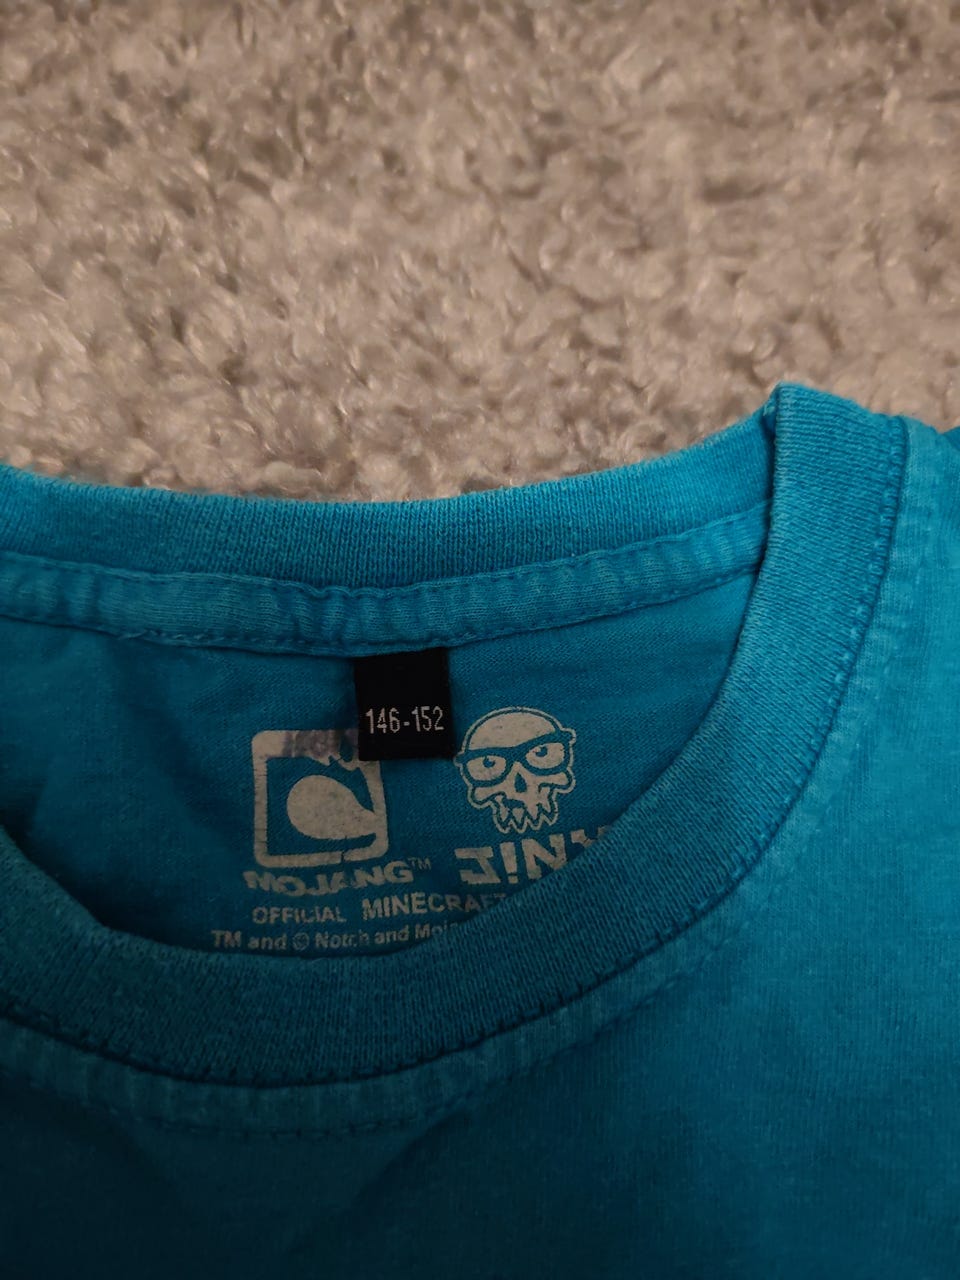 146-152
MOJANG™
J!NX
OFFICIAL MINECRAFT
TM and © Notch and